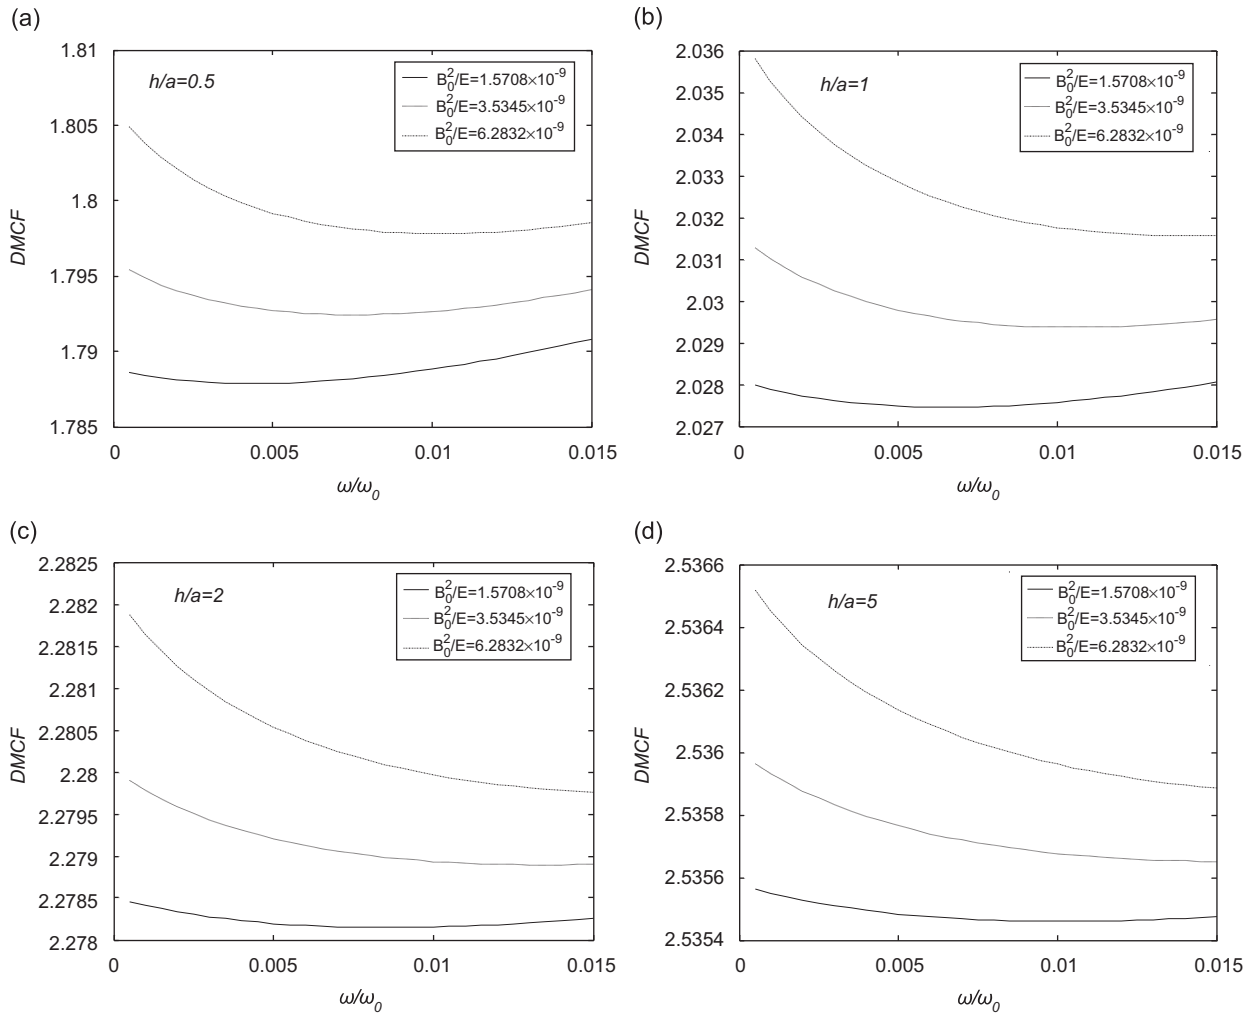 (a)
1.81
1.805
1.8
1.795
1.79
1.785
DMCF
h/a=0.5
B₀²/E=1.5708×10⁻⁹
B₀²/E=3.5345×10⁻⁹
B₀²/E=6.2832×10⁻⁹
0 0.005 0.01 0.015
ω/ω₀
(b)
2.036
2.035
2.034
2.033
2.032
2.031
2.03
2.029
2.028
2.027
DMCF
h/a=1
B₀²/E=1.5708×10⁻⁹
B₀²/E=3.5345×10⁻⁹
B₀²/E=6.2832×10⁻⁹
0 0.005 0.01 0.015
ω/ω₀
(c)
2.2825
2.282
2.2815
2.281
2.2805
2.28
2.2795
2.279
2.2785
2.278
DMCF
h/a=2
B₀²/E=1.5708×10⁻⁹
B₀²/E=3.5345×10⁻⁹
B₀²/E=6.2832×10⁻⁹
0 0.005 0.01 0.015
ω/ω₀
(d)
2.5366
2.5364
2.5362
2.536
2.5358
2.5356
2.5354
DMCF
h/a=5
B₀²/E=1.5708×10⁻⁹
B₀²/E=3.5345×10⁻⁹
B₀²/E=6.2832×10⁻⁹
0 0.005 0.01 0.015
ω/ω₀